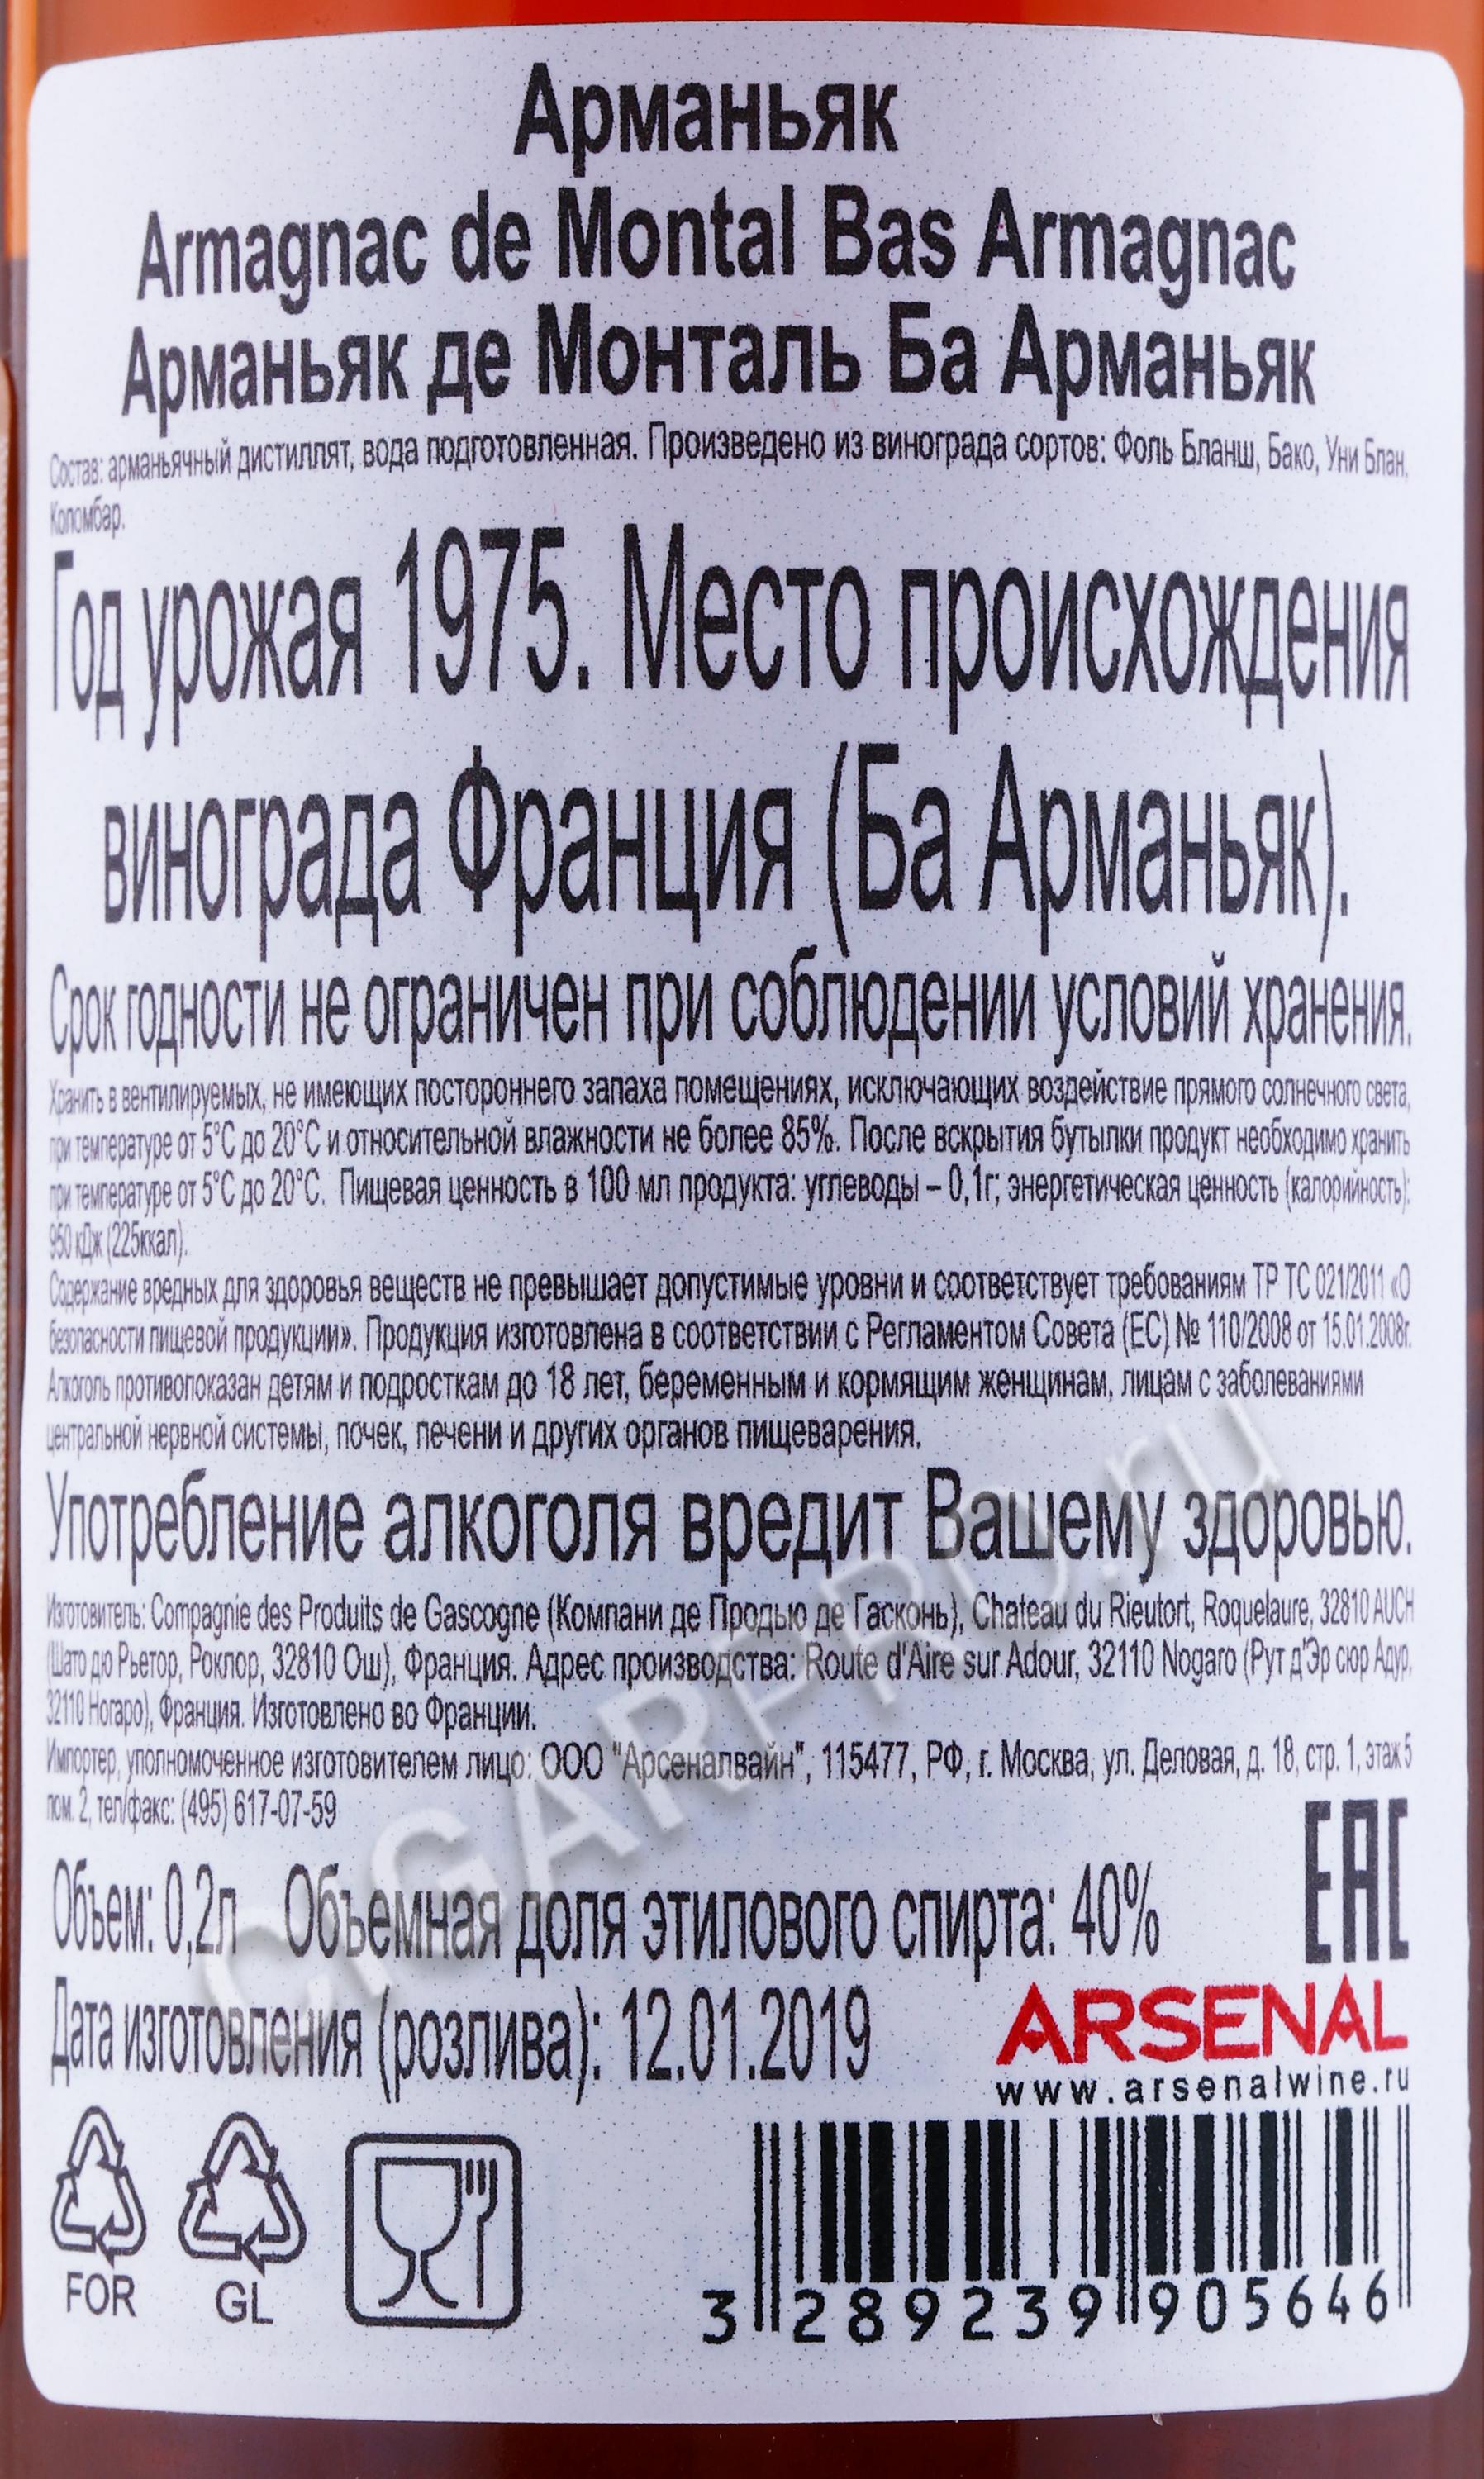 Арманьяк
Armagnac de Montal Bas Armagnac
Арманьяк де Монталь Ба Арманьяк
Состав: арманьячный дистиллят, вода подготовленная. Произведено из винограда сортов: Фоль Бланш, Бако, Уни Блан,
Коломбар.
Год урожая 1975. Место происхождения
винограда Франция (Ба Арманьяк).
Срок годности не ограничен при соблюдении условий хранения.
Хранить в вентилируемых, не имеющих постороннего запаха помещениях, исключающих воздействие прямого солнечного света,
при температуре от 5°С до 20°С и относительной влажности не более 85%. После вскрытия бутылки продукт необходимо хранить
при температуре от 5°С до 20°С. Пищевая ценность в 100 мл продукта: углеводы – 0,1г; энергетическая ценность (калорийность):
950 кДж (225ккал).
Содержание вредных для здоровья веществ не превышает допустимые уровни и соответствует требованиям ТР ТС 021/2011 «О
безопасности пищевой продукции». Продукция изготовлена в соответствии с Регламентом Совета (ЕС) № 110/2008 от 15.01.2008г.
Алкоголь противопоказан детям и подросткам до 18 лет, беременным и кормящим женщинам, лицам с заболеваниями
центральной нервной системы, почек, печени и других органов пищеварения.
Употребление алкоголя вредит Вашему здоровью.
Изготовитель: Compagnie des Produits de Gascogne (Компани де Продью де Гасконь), Chateau du Rieutort, Roquelaure, 32810 AUCH
(Шато дю Рьетор, Роклор, 32810 Ош), Франция. Адрес производства: Route d'Aire sur Adour, 32110 Nogaro (Рут д'Эр сюр Адур,
32110 Ногаро), Франция. Изготовлено во Франции.
Импортер, уполномоченное изготовителем лицо: ООО "Арсеналвайн", 115477, РФ, г. Москва, ул. Деловая, д. 18, стр. 1, этаж 5
пом. 2, тел/факс: (495) 617-07-59
Объем: 0,2л Объемная доля этилового спирта: 40%
EAC
Дата изготовления (розлива): 12.01.2019
ARSENAL
www.arsenalwine.ru
FOR
GL
3 289239 905646
CIGARPRO.ru